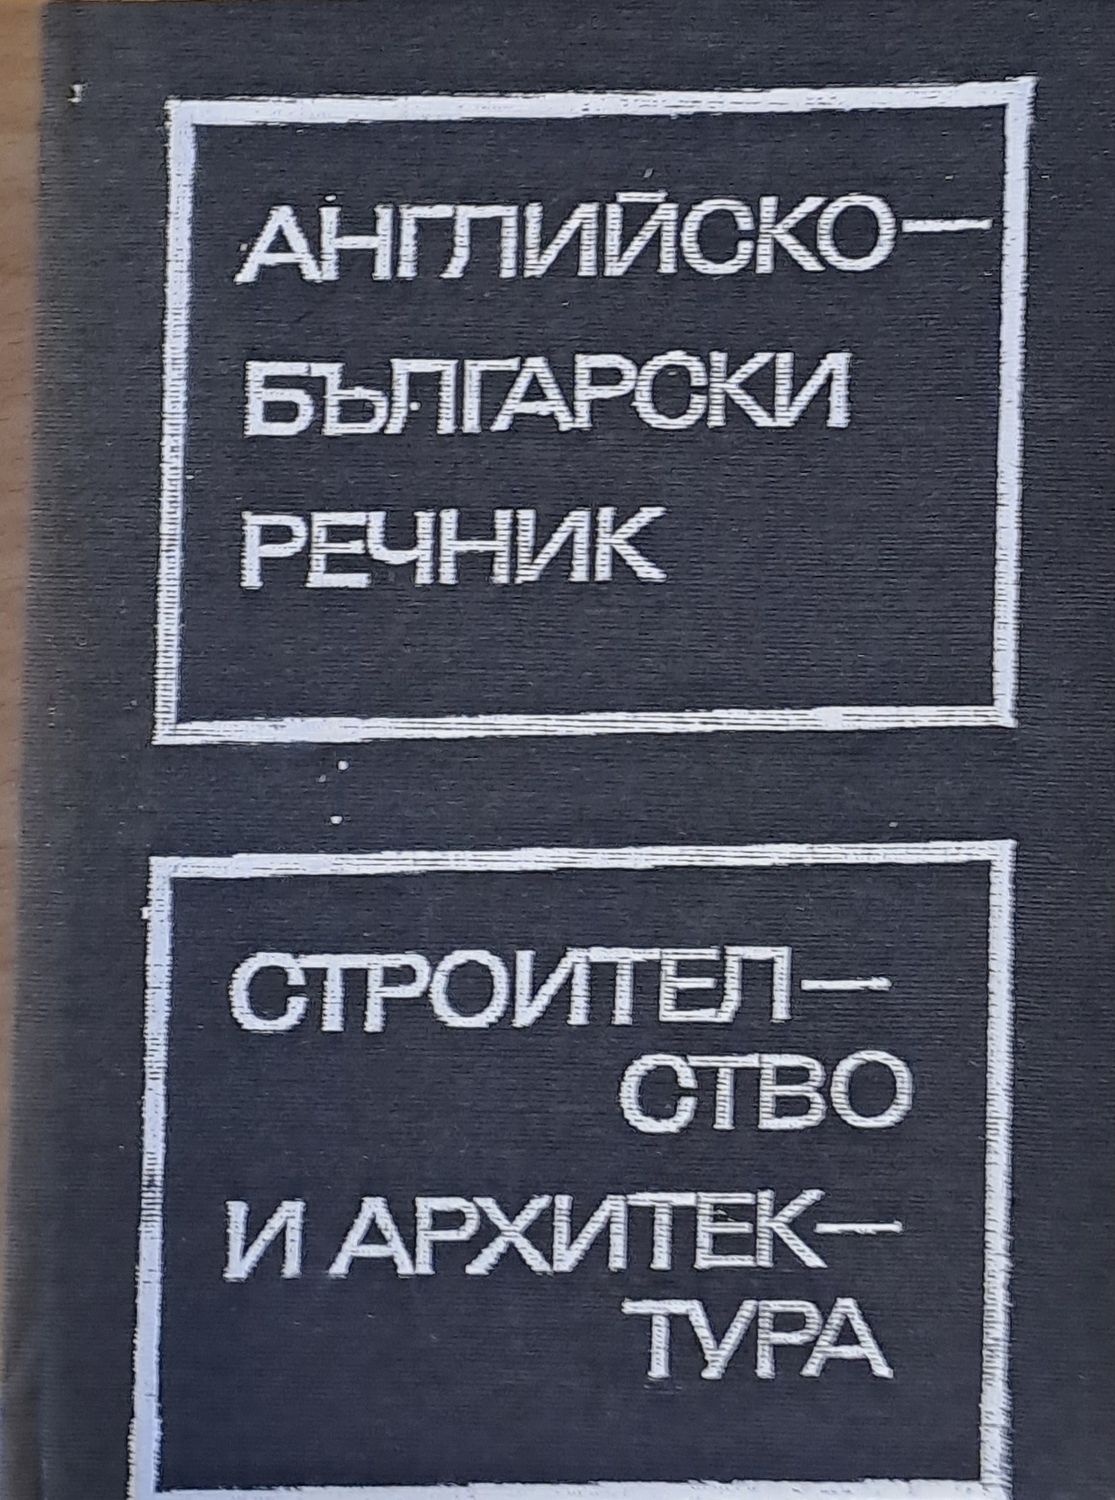 АНГЛИЙСКО-
БЪЛГАРСКИ
РЕЧНИК
СТРОИТЕЛ-
СТВО
И АРХИТЕК-
ТУРА